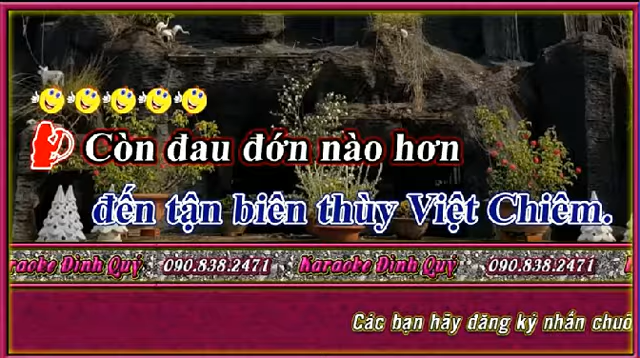 Còn đau đớn nào hơn
đến tận biên thùy Việt Chiêm.
Karaoke Đình Quý 090.838.2471 Karaoke Đình Quý 090.838.2471
Các bạn hãy đăng ký nhấn chuô